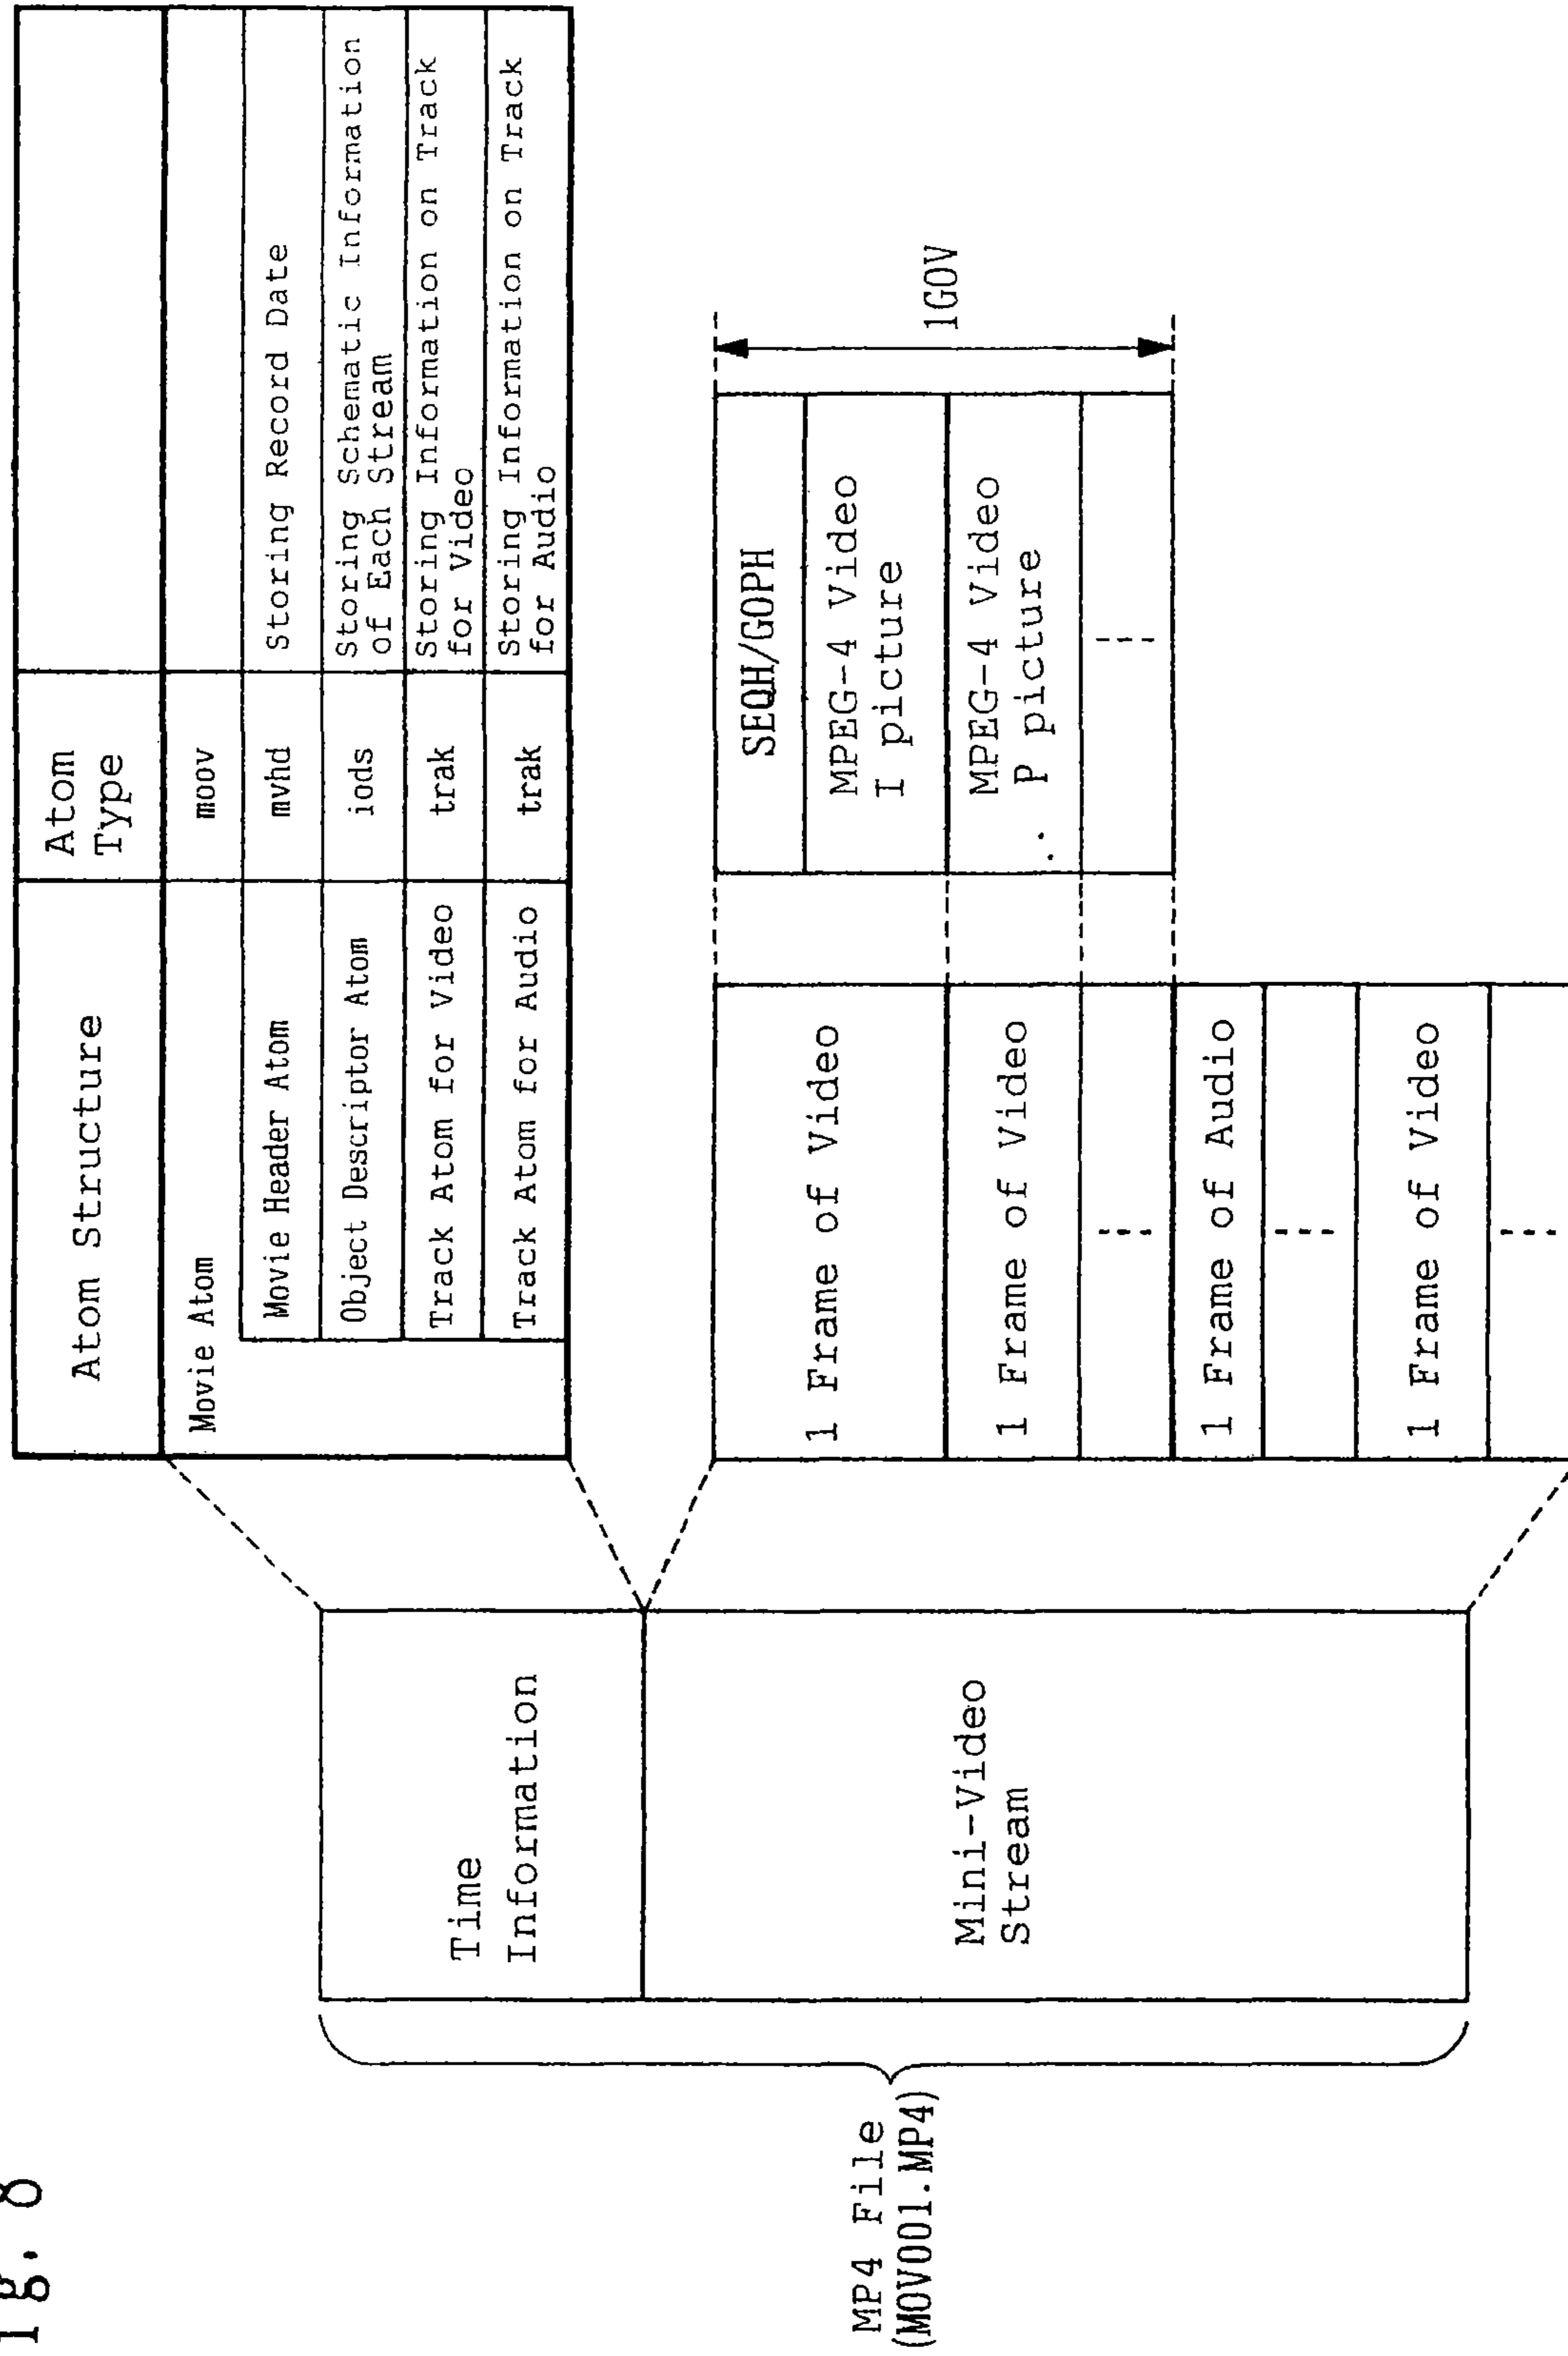 ig. 8
MP4 File
(MOV001.MP4)
Time
Information
Mini-Video
Stream
Atom Structure
Atom
Type
Movie Atom
moov
Movie Header Atom
mvhd
Storing Record Date
Object Descriptor Atom
iods
Storing Schematic Information
of Each Stream
Track Atom for Video
trak
Storing Information on Track
for Video
Track Atom for Audio
trak
Storing Information on Track
for Audio
1 Frame of Video
1 Frame of Video
---
1 Frame of Audio
---
1 Frame of Video
---
SEQH/GOPH
MPEG-4 Video
I picture
MPEG-4 Video
P picture
---
1GOV